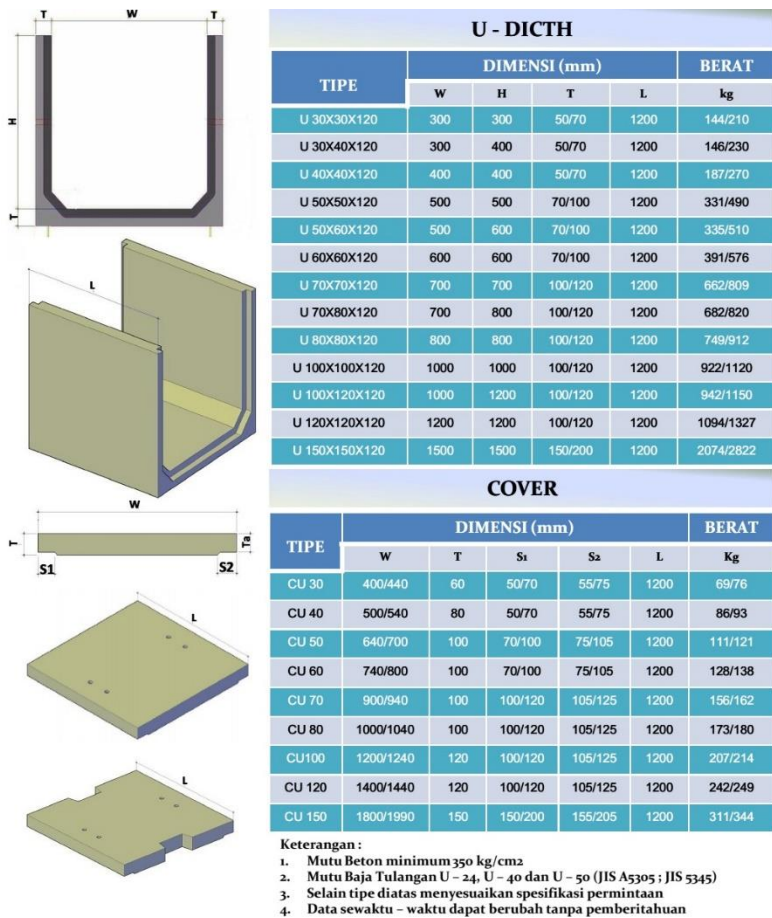 T W T
H
T
L
W
T Ta
S1 S2
L
L
U - DICTH
TIPE DIMENSI (mm) BERAT
W H T L kg
U 30X30X120 300 300 50/70 1200 144/210
U 30X40X120 300 400 50/70 1200 146/230
U 40X40X120 400 400 50/70 1200 187/270
U 50X50X120 500 500 70/100 1200 331/490
U 50X60X120 500 600 70/100 1200 335/510
U 60X60X120 600 600 70/100 1200 391/576
U 70X70X120 700 700 100/120 1200 662/809
U 70X80X120 700 800 100/120 1200 682/820
U 80X80X120 800 800 100/120 1200 749/912
U 100X100X120 1000 1000 100/120 1200 922/1120
U 100X120X120 1000 1200 100/120 1200 942/1150
U 120X120X120 1200 1200 100/120 1200 1094/1327
U 150X150X120 1500 1500 150/200 1200 2074/2822
COVER
TIPE DIMENSI (mm) BERAT
W T S1 S2 L Kg
CU 30 400/440 60 50/70 55/75 1200 69/76
CU 40 500/540 80 50/70 55/75 1200 86/93
CU 50 640/700 100 70/100 75/105 1200 111/121
CU 60 740/800 100 70/100 75/105 1200 128/138
CU 70 900/940 100 100/120 105/125 1200 156/162
CU 80 1000/1040 100 100/120 105/125 1200 173/180
CU100 1200/1240 120 100/120 105/125 1200 207/214
CU 120 1400/1440 120 100/120 105/125 1200 242/249
CU 150 1800/1990 150 150/200 155/205 1200 311/344
Keterangan :
1. Mutu Beton minimum 350 kg/cm2
2. Mutu Baja Tulangan U – 24, U – 40 dan U – 50 (JIS A5305 ; JIS 5345)
3. Selain tipe diatas menyesuaikan spesifikasi permintaan
4. Data sewaktu – waktu dapat berubah tanpa pemberitahuan